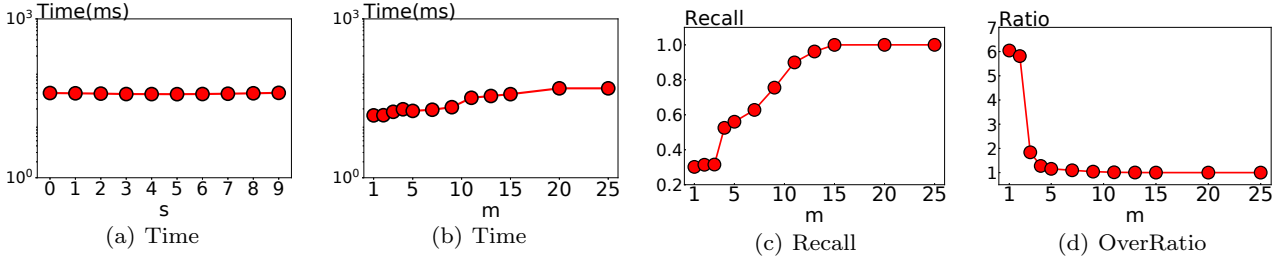 Time(ms)
10³
10⁰
0 1 2 3 4 5 6 7 8 9
s
(a) Time
Time(ms)
10³
10⁰
1 5 10 15 20 25
m
(b) Time
Recall
1.0
0.8
0.6
0.4
0.2
1 5 10 15 20 25
m
(c) Recall
Ratio
7
6
5
4
3
2
1
1 5 10 15 20 25
m
(d) OverRatio